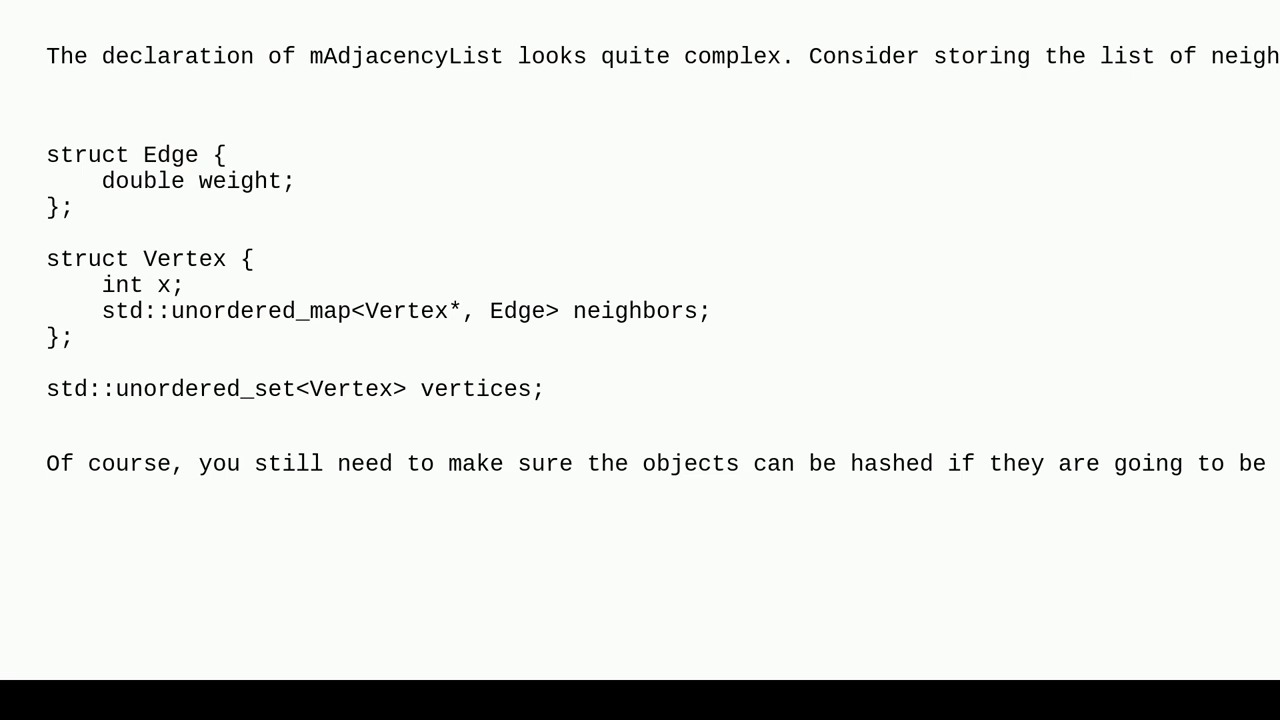 The declaration of mAdjacencyList looks quite complex. Consider storing the list of neigh
struct Edge {
    double weight;
};
struct Vertex {
    int x;
    std::unordered_map<Vertex*, Edge> neighbors;
};
std::unordered_set<Vertex> vertices;
Of course, you still need to make sure the objects can be hashed if they are going to be